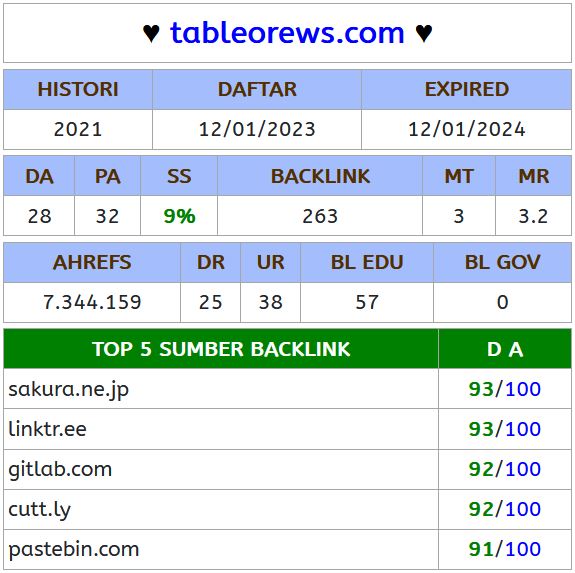 ♥ tableorews.com ♥
HISTORI DAFTAR EXPIRED
2021 12/01/2023 12/01/2024
DA PA SS BACKLINK MT MR
28 32 9% 263 3 3.2
AHREFS DR UR BL EDU BL GOV
7.344.159 25 38 57 0
TOP 5 SUMBER BACKLINK D A
sakura.ne.jp 93/100
linktr.ee 93/100
gitlab.com 92/100
cutt.ly 92/100
pastebin.com 91/100